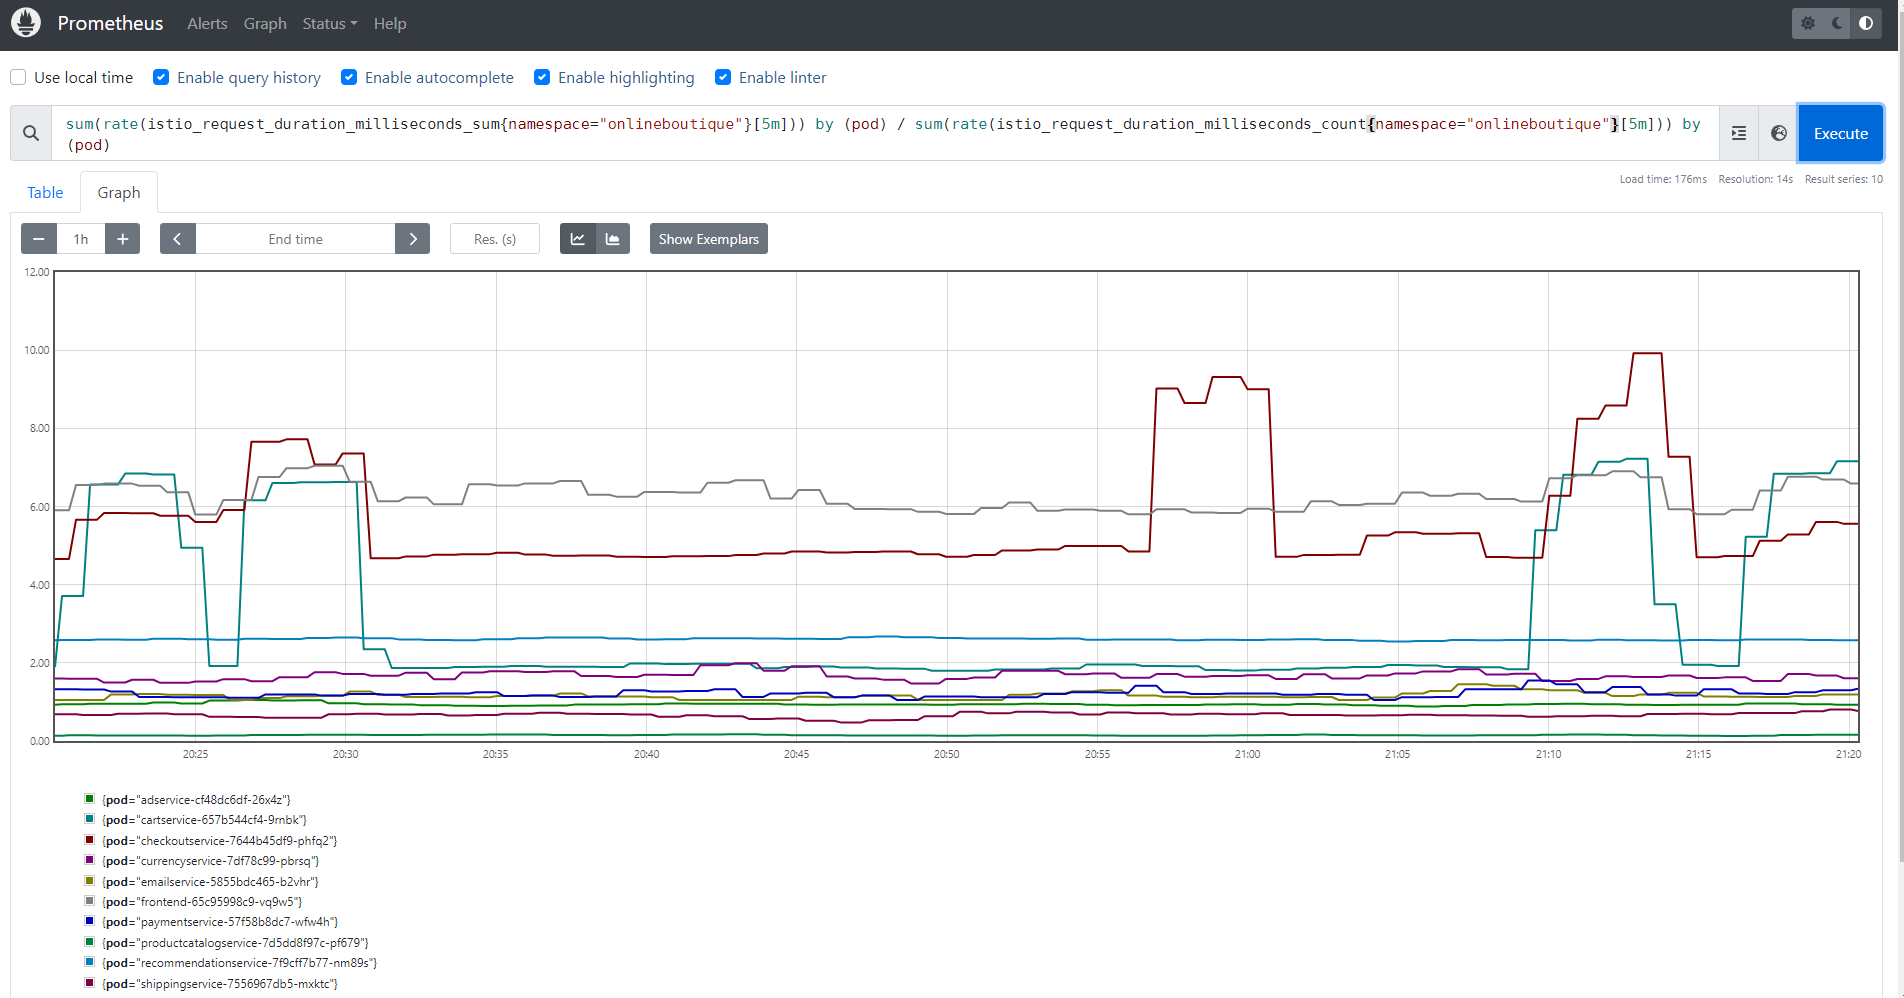 Prometheus Alerts Graph Status Help
Use local time Enable query history Enable autocomplete Enable highlighting Enable linter
sum(rate(istio_request_duration_milliseconds_sum{namespace="onlineboutique"}[5m])) by (pod) / sum(rate(istio_request_duration_milliseconds_count{namespace="onlineboutique"}[5m])) by
(pod)
Execute
Load time: 176ms Resolution: 14s Result series: 10
Table Graph
− 1h + End time Res. (s) Show Exemplars
12.00
10.00
8.00
6.00
4.00
2.00
0.00
20:25 20:30 20:35 20:40 20:45 20:50 20:55 21:00 21:05 21:10 21:15 21:20
{pod="adservice-cf48dc6df-26x4z"}
{pod="cartservice-657b544cf4-9rnbk"}
{pod="checkoutservice-7644b45df9-phfq2"}
{pod="currencyservice-7df78c99-pbrsq"}
{pod="emailservice-5855bdc465-b2vhr"}
{pod="frontend-65c95998c9-vq9w5"}
{pod="paymentservice-57f58b8dc7-wfw4h"}
{pod="productcatalogservice-7d5dd8f97c-pf679"}
{pod="recommendationservice-7f9cff7b77-nm89s"}
{pod="shippingservice-7556967db5-mxktc"}